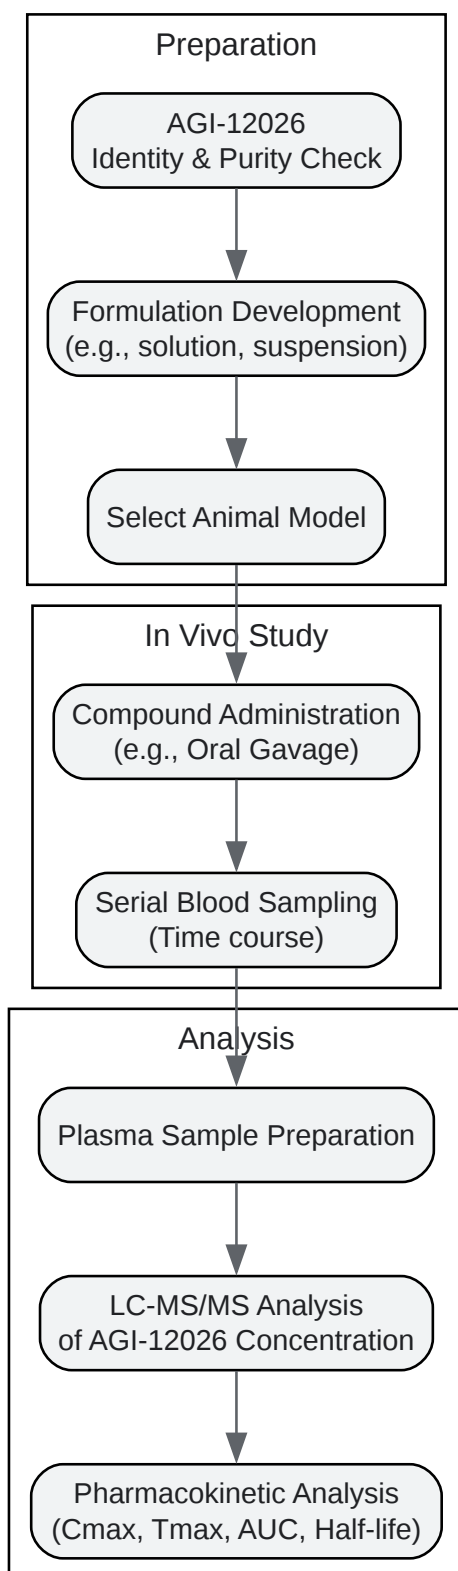 Preparation
AGI-12026
Identity & Purity Check
Formulation Development
(e.g., solution, suspension)
Select Animal Model
In Vivo Study
Compound Administration
(e.g., Oral Gavage)
Serial Blood Sampling
(Time course)
Analysis
Plasma Sample Preparation
LC-MS/MS Analysis
of AGI-12026 Concentration
Pharmacokinetic Analysis
(Cmax, Tmax, AUC, Half-life)